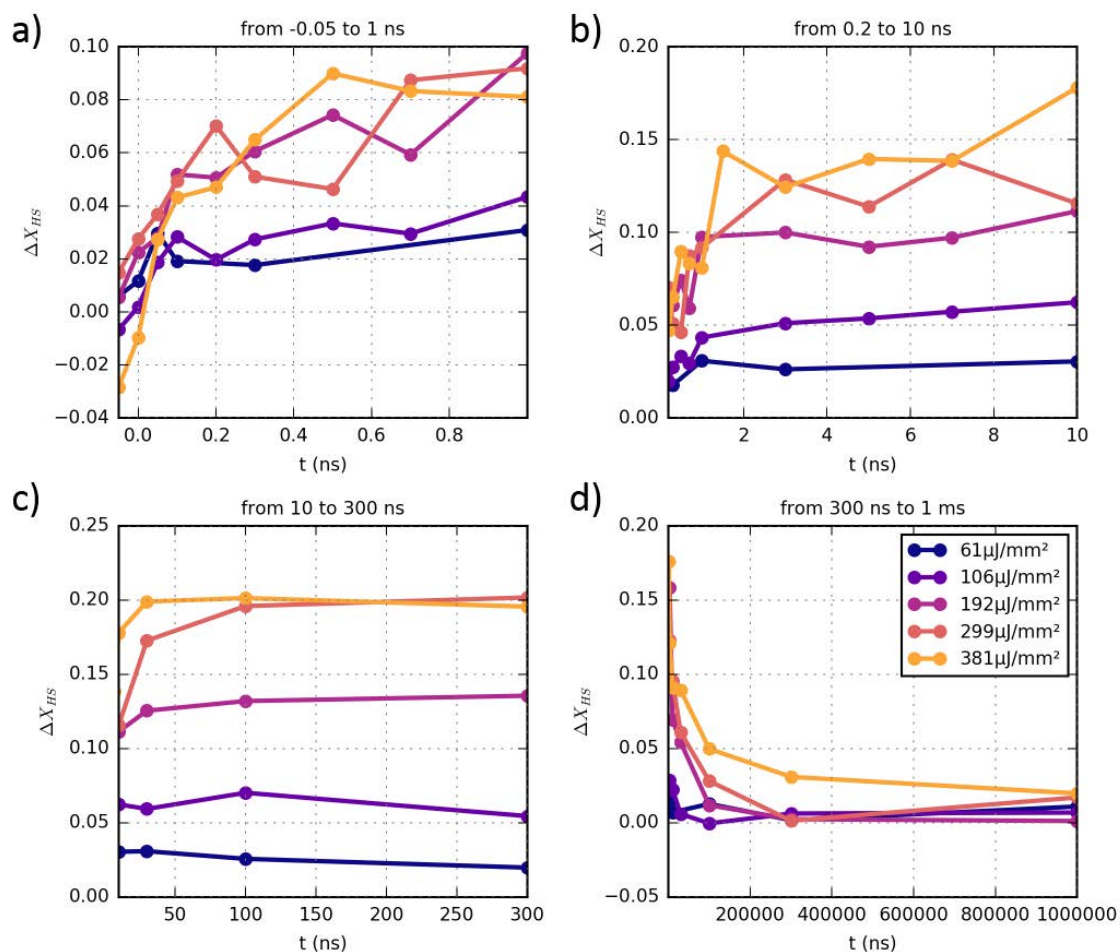 a)
from -0.05 to 1 ns
0.10
0.08
0.06
0.04
0.02
0.00
−0.02
−0.04
ΔX_HS
0.0 0.2 0.4 0.6 0.8
t (ns)
b)
from 0.2 to 10 ns
0.20
0.15
0.10
0.05
0.00
ΔX_HS
2 4 6 8 10
t (ns)
c)
from 10 to 300 ns
0.25
0.20
0.15
0.10
0.05
0.00
ΔX_HS
50 100 150 200 250 300
t (ns)
d)
from 300 ns to 1 ms
0.20
0.15
0.10
0.05
0.00
−0.05
ΔX_HS
61µJ/mm²
106µJ/mm²
192µJ/mm²
299µJ/mm²
381µJ/mm²
200000 400000 600000 800000 1000000
t (ns)